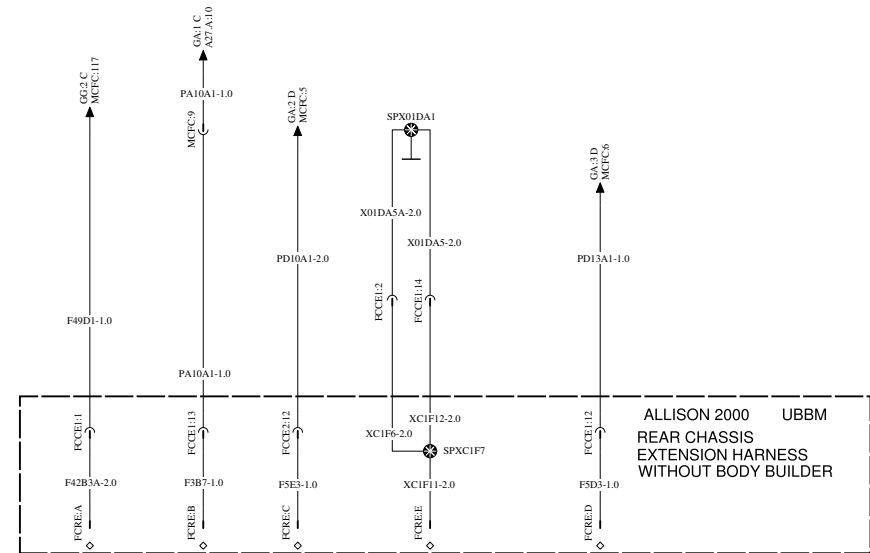 GG:2 C
MCFC:117
GA:1 C
A27.A:10
PA10A1-1.0
MCFC:9
GA:2 D
MCFC:5
SPX01DA1
GA:3 D
MCFC:6
X01DA5A-2.0
X01DA5-2.0
PD10A1-2.0
PD13A1-1.0
FCCE1:2
FCCE1:14
F49D1-1.0
PA10A1-1.0
FCCE1:1
FCCE1:13
FCCE2:12
XC1F12-2.0
XC1F6-2.0
SPXC1F7
FCCE1:12
ALLISON 2000 UBBM
REAR CHASSIS
EXTENSION HARNESS
WITHOUT BODY BUILDER
F42B3A-2.0
F3B7-1.0
F5E3-1.0
XC1F11-2.0
F5D3-1.0
FCRE:A
FCRE:B
FCRE:C
FCRE:E
FCRE:D